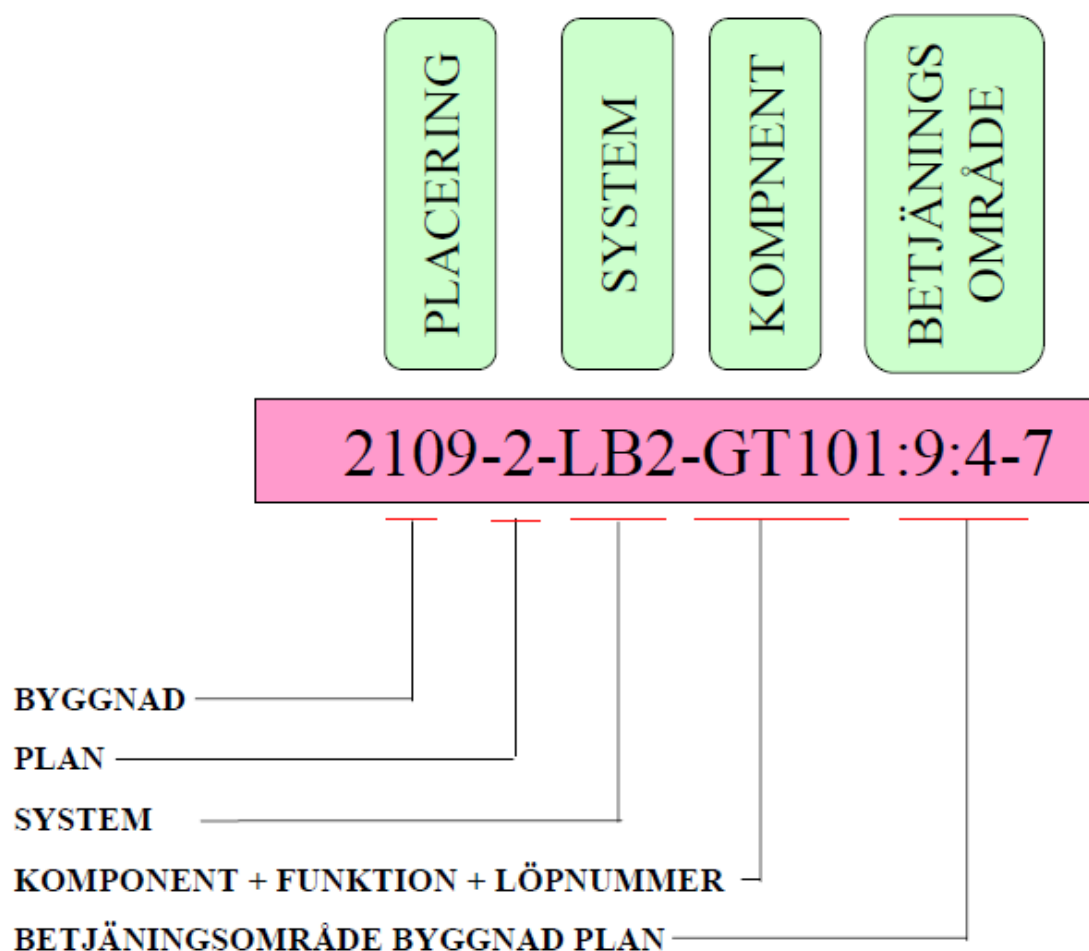 PLACERING
SYSTEM
KOMPNENT
BETJÄNINGS
OMRÅDE
2109-2-LB2-GT101:9:4-7
BYGGNAD
PLAN
SYSTEM
KOMPONENT + FUNKTION + LÖPNUMMER
BETJÄNINGSOMRÅDE BYGGNAD PLAN